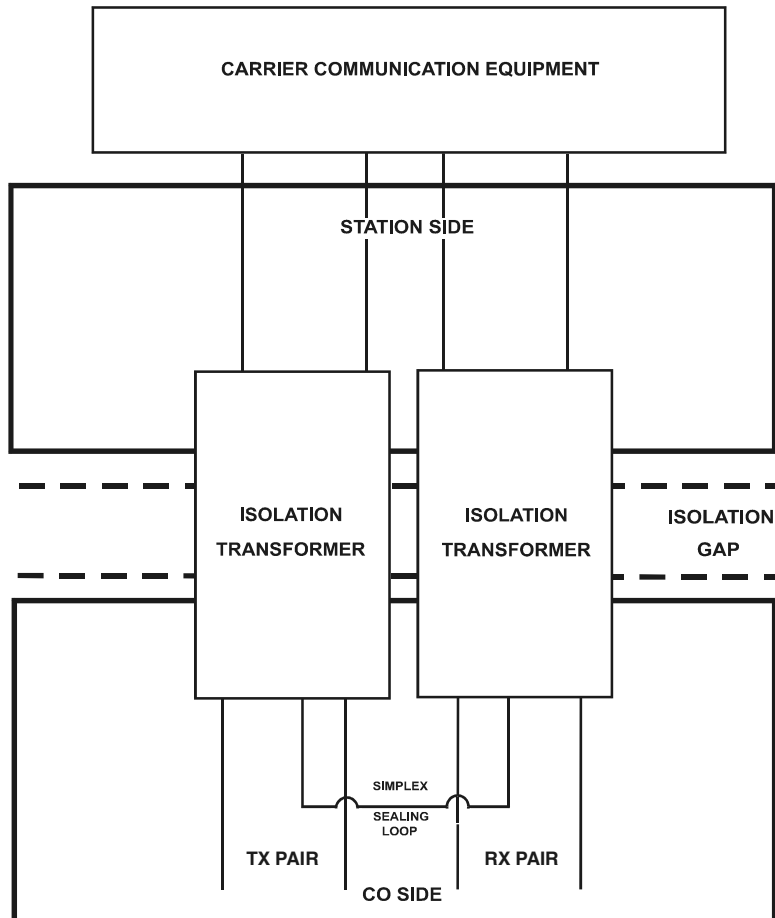 CARRIER COMMUNICATION EQUIPMENT
STATION SIDE
ISOLATION
TRANSFORMER
ISOLATION
TRANSFORMER
ISOLATION
GAP
SIMPLEX
SEALING
LOOP
TX PAIR
RX PAIR
CO SIDE